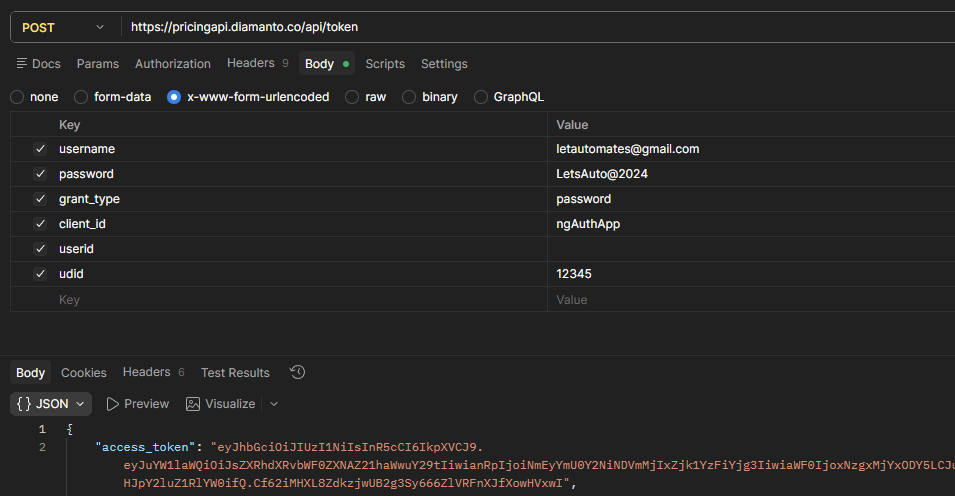 POST https://pricingapi.diamanto.co/api/token
Docs Params Authorization Headers 9 Body Scripts Settings
none form-data x-www-form-urlencoded raw binary GraphQL
Key Value
username letautomates@gmail.com
password LetsAuto@2024
grant_type password
client_id ngAuthApp
userid
udid 12345
Key Value
Body Cookies Headers 6 Test Results
{} JSON Preview Visualize
1 {
2 "access_token": "eyJhbGciOiJIUzI1NiIsInR5cCI6IkpXVCJ9.
eyJuYW1laWQiOiJsZXRhdXRvbWF0ZXNAZ21haWwuY29tIiwianRpIjoiNmEyYmU0Y2NiNDVmMjIxZjk1YzFiYjg3IiwiaWF0IjoxNzgxMjYxODY5LCJu
HJpY2luZ1RlYW0ifQ.Cf62iMHXL8ZdkzjwUB2g3Sy666ZlVRFnXJfXowHVxwI",